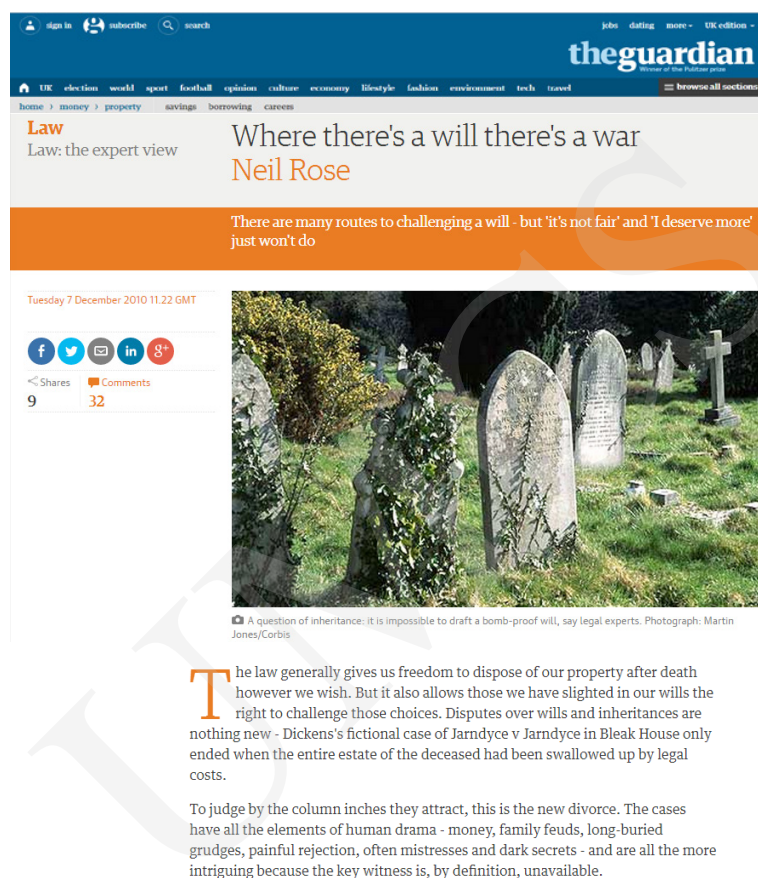 sign in subscribe search
jobs dating more UK edition
theguardian
Winner of the Pulitzer prize
UK election world sport football opinion culture economy lifestyle fashion environment tech travel
browse all sections
home › money › property savings borrowing careers
Law
Law: the expert view
Where there's a will there's a war
Neil Rose
There are many routes to challenging a will - but 'it's not fair' and 'I deserve more'
just won't do
Tuesday 7 December 2010 11.22 GMT
Shares
9
Comments
32
A question of inheritance: it is impossible to draft a bomb-proof will, say legal experts. Photograph: Martin
Jones/Corbis
The law generally gives us freedom to dispose of our property after death
however we wish. But it also allows those we have slighted in our wills the
right to challenge those choices. Disputes over wills and inheritances are
nothing new - Dickens's fictional case of Jarndyce v Jarndyce in Bleak House only
ended when the entire estate of the deceased had been swallowed up by legal
costs.
To judge by the column inches they attract, this is the new divorce. The cases
have all the elements of human drama - money, family feuds, long-buried
grudges, painful rejection, often mistresses and dark secrets - and are all the more
intriguing because the key witness is, by definition, unavailable.